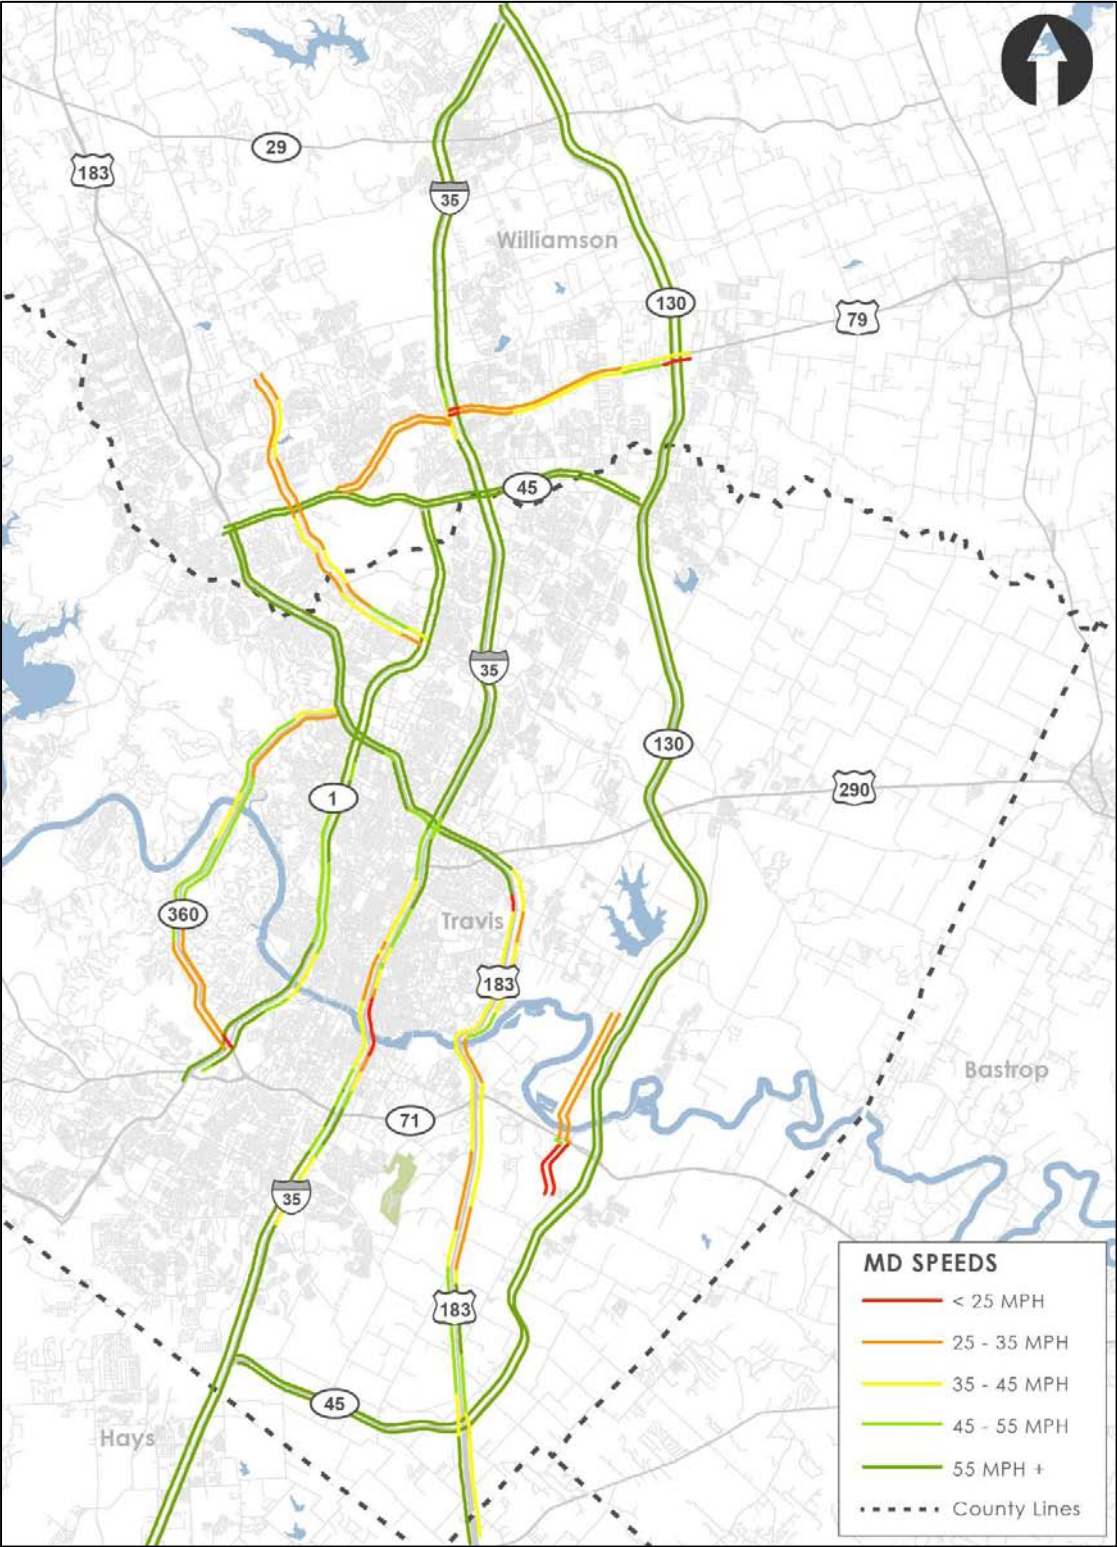 29
183
35
Williamson
130
79
45
35
130
290
1
360
Travis
183
Bastrop
71
35
183
45
Hays
MD SPEEDS
< 25 MPH
25 - 35 MPH
35 - 45 MPH
45 - 55 MPH
55 MPH +
County Lines